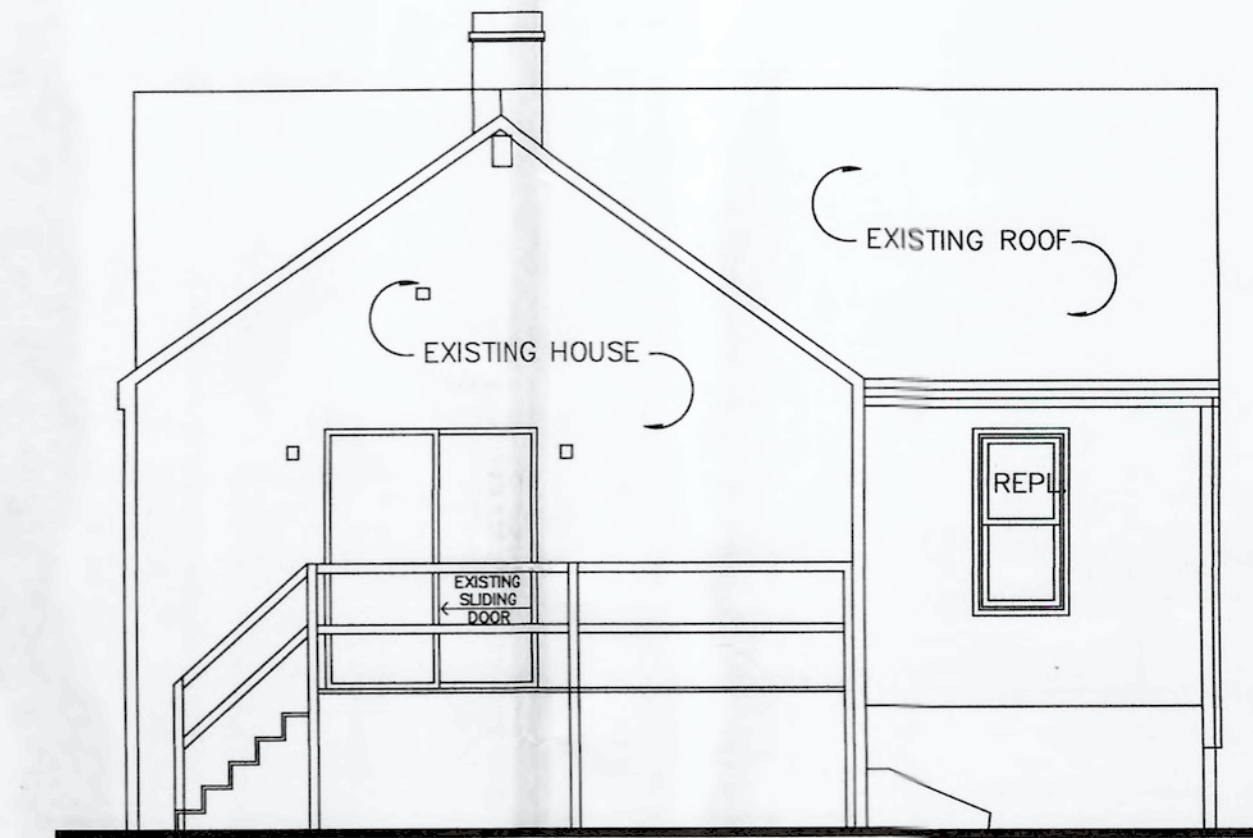 EXISTING ROOF
EXISTING HOUSE
REPL.
EXISTING
SLIDING
DOOR